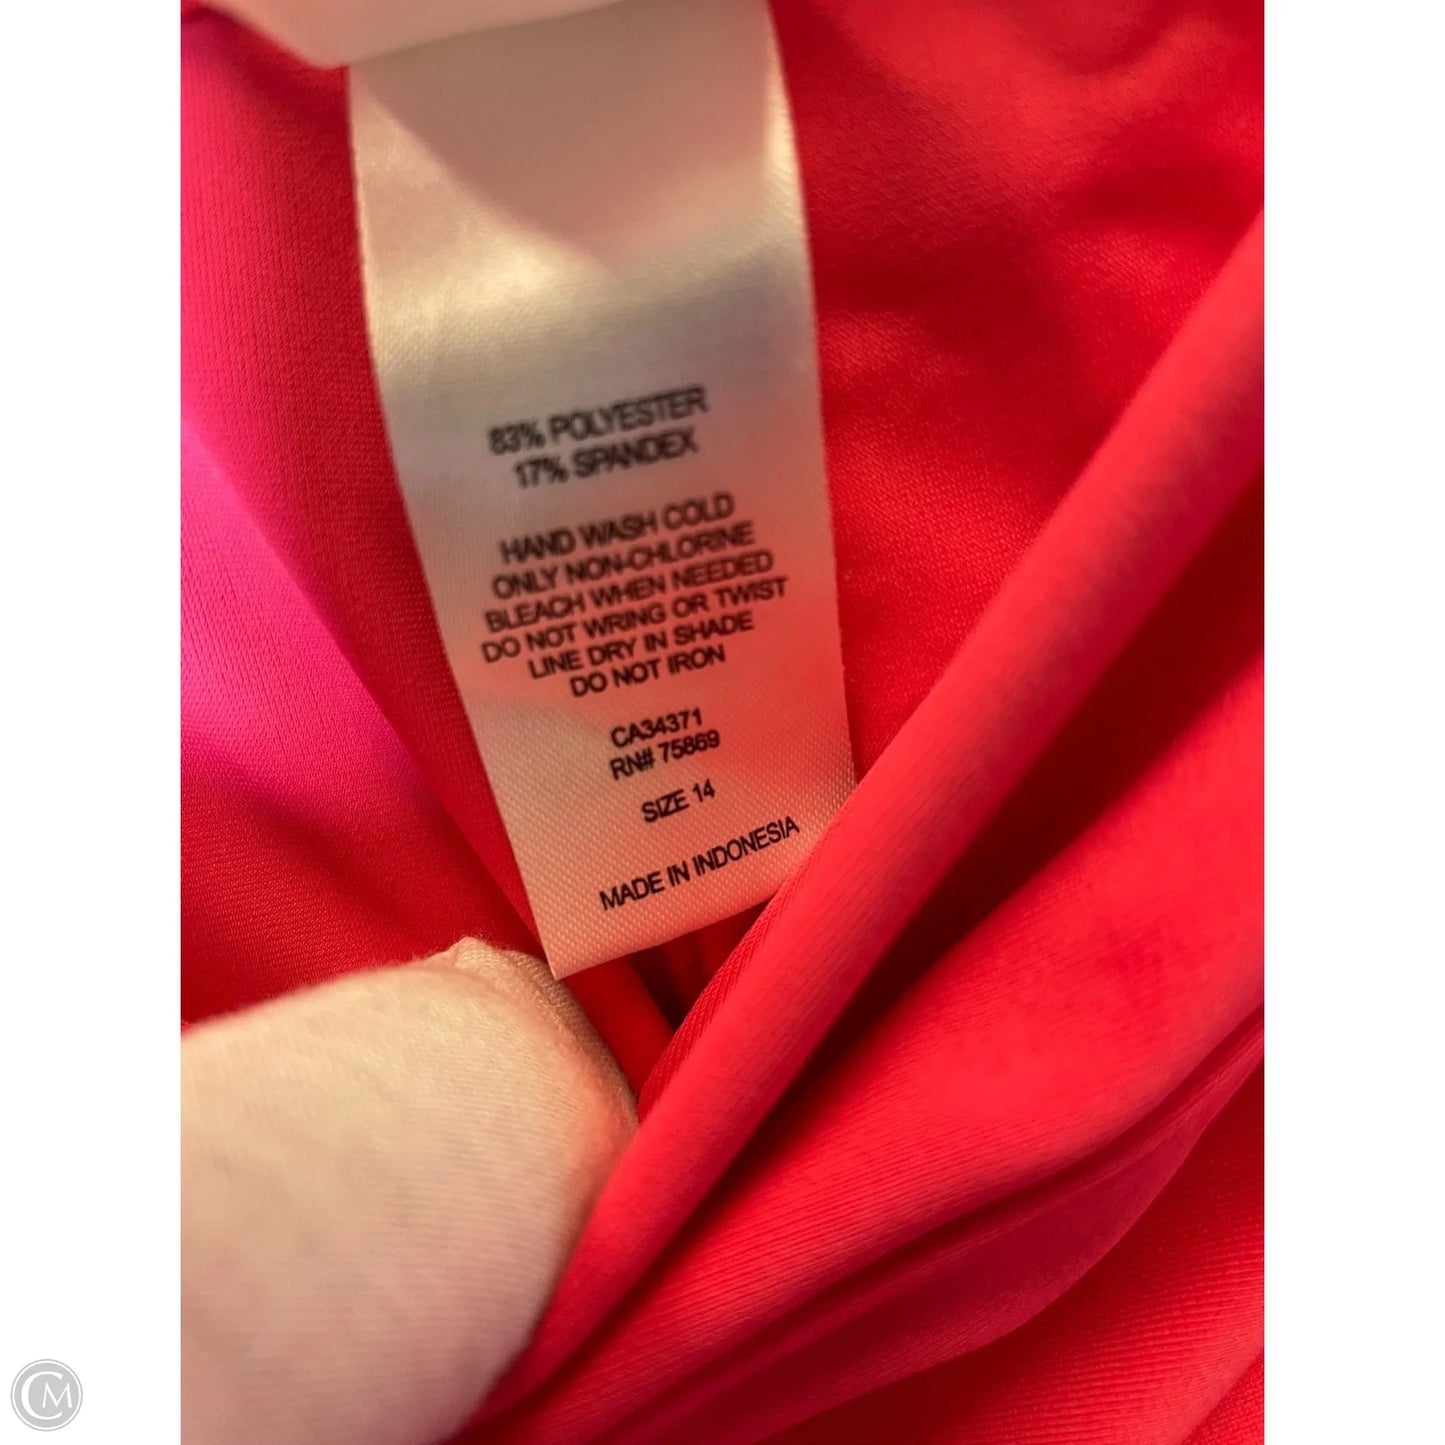 83% POLYESTER
17% SPANDEX
HAND WASH COLD
ONLY NON-CHLORINE
BLEACH WHEN NEEDED
DO NOT WRING OR TWIST
LINE DRY IN SHADE
DO NOT IRON
CA34371
RN# 75869
SIZE 14
MADE IN INDONESIA
CM